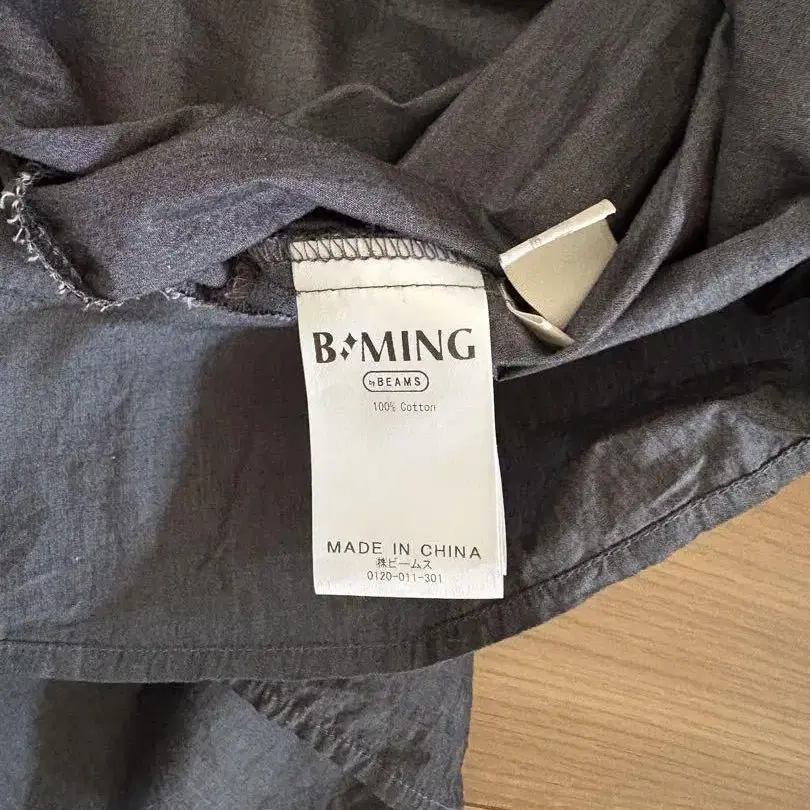 B:MING
by BEAMS
100% Cotton
MADE IN CHINA
㈱ビームス
0120-011-301